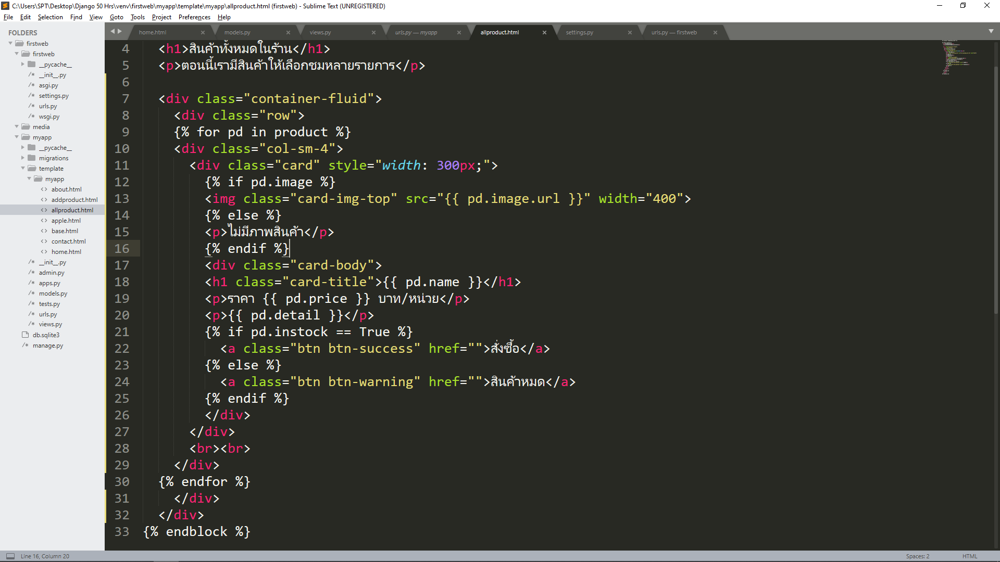 C:\Users\SPT\Desktop\Django 50 Hrs\venv\firstweb\myapp\template\myapp\allproduct.html (firstweb) - Sublime Text (UNREGISTERED)
File Edit Selection Find View Goto Tools Project Preferences Help
FOLDERS
firstweb
firstweb
__pycache__
/* __init__.py
/* asgi.py
/* settings.py
/* urls.py
/* wsgi.py
media
myapp
__pycache__
migrations
template
myapp
<> about.html
<> addproduct.html
<> allproduct.html
<> apple.html
<> base.html
<> contact.html
<> home.html
/* __init__.py
/* admin.py
/* apps.py
/* models.py
/* tests.py
/* urls.py
/* views.py
db.sqlite3
/* manage.py
home.html models.py views.py urls.py — myapp allproduct.html settings.py urls.py — firstweb
4 <h1>สินค้าทั้งหมดในร้าน</h1>
5 <p>ตอนนี้เรามีสินค้าให้เลือกชมหลายรายการ</p>
6
7 <div class="container-fluid">
8 <div class="row">
9 {% for pd in product %}
10 <div class="col-sm-4">
11 <div class="card" style="width: 300px;">
12 {% if pd.image %}
13 <img class="card-img-top" src="{{ pd.image.url }}" width="400">
14 {% else %}
15 <p>ไม่มีภาพสินค้า</p>
16 {% endif %}
17 <div class="card-body">
18 <h1 class="card-title">{{ pd.name }}</h1>
19 <p>ราคา {{ pd.price }} บาท/หน่วย</p>
20 <p>{{ pd.detail }}</p>
21 {% if pd.instock == True %}
22 <a class="btn btn-success" href="">สั่งซื้อ</a>
23 {% else %}
24 <a class="btn btn-warning" href="">สินค้าหมด</a>
25 {% endif %}
26 </div>
27 </div>
28 <br><br>
29 </div>
30 {% endfor %}
31 </div>
32 </div>
33 {% endblock %}
Line 16, Column 20
Spaces: 2
HTML